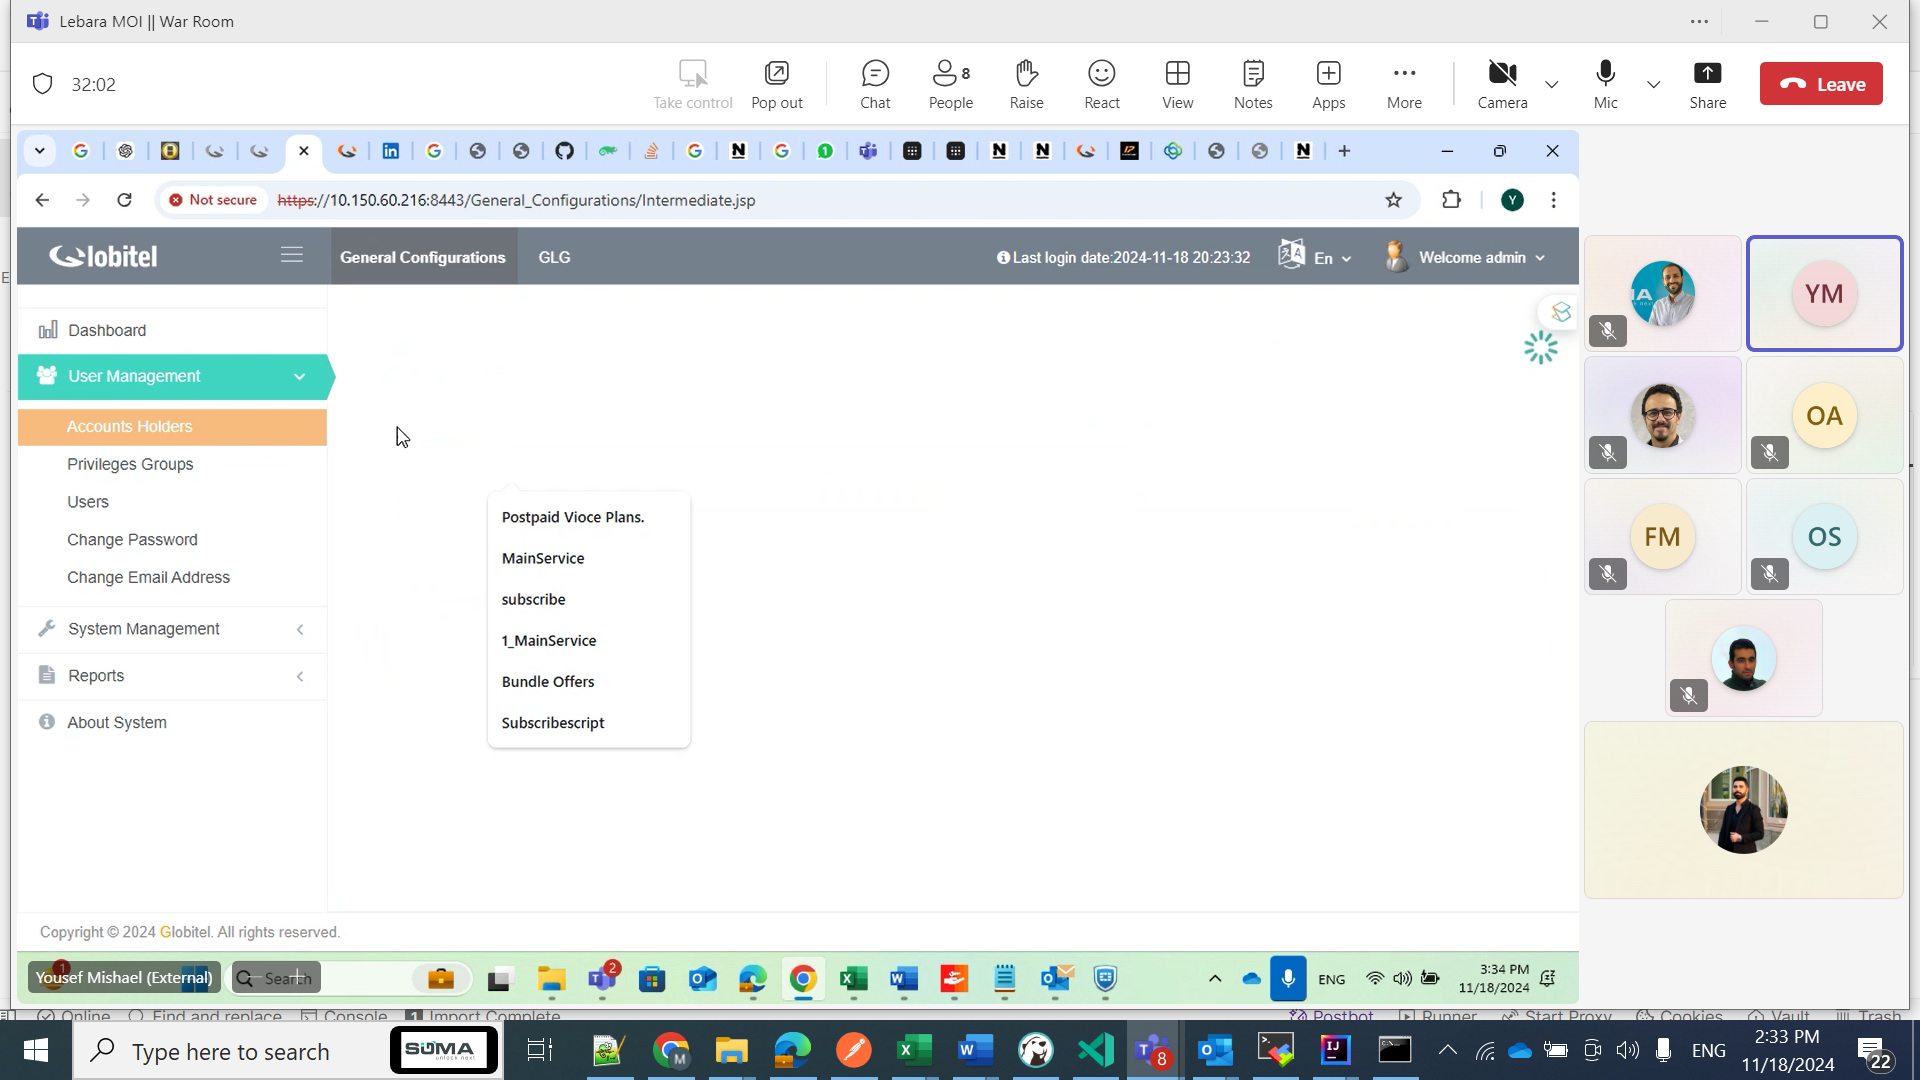 Lebara MOI || War Room
32:02
Take control
Pop out
Chat
People
8
Raise
React
View
Notes
Apps
More
Camera
Mic
Share
Leave
Not secure
https://10.150.60.216:8443/General_Configurations/Intermediate.jsp
Y
Globitel
General Configurations
GLG
Last login date:2024-11-18 20:23:32
En
Welcome admin
Dashboard
User Management
Accounts Holders
Privileges Groups
Users
Change Password
Change Email Address
System Management
Reports
About System
Postpaid Vioce Plans.
MainService
subscribe
1_MainService
Bundle Offers
Subscribescript
YM
OA
FM
OS
Copyright © 2024 Globitel. All rights reserved.
Yousef Mishael (External)
1
Search
2
ENG
3:34 PM
11/18/2024
Online
Find and replace
Console
1 Import Complete
Postbot
Runner
Start Proxy
Cookies
Vault
Trash
Type here to search
SUMA
unlock next
M
8
ENG
2:33 PM
11/18/2024
22